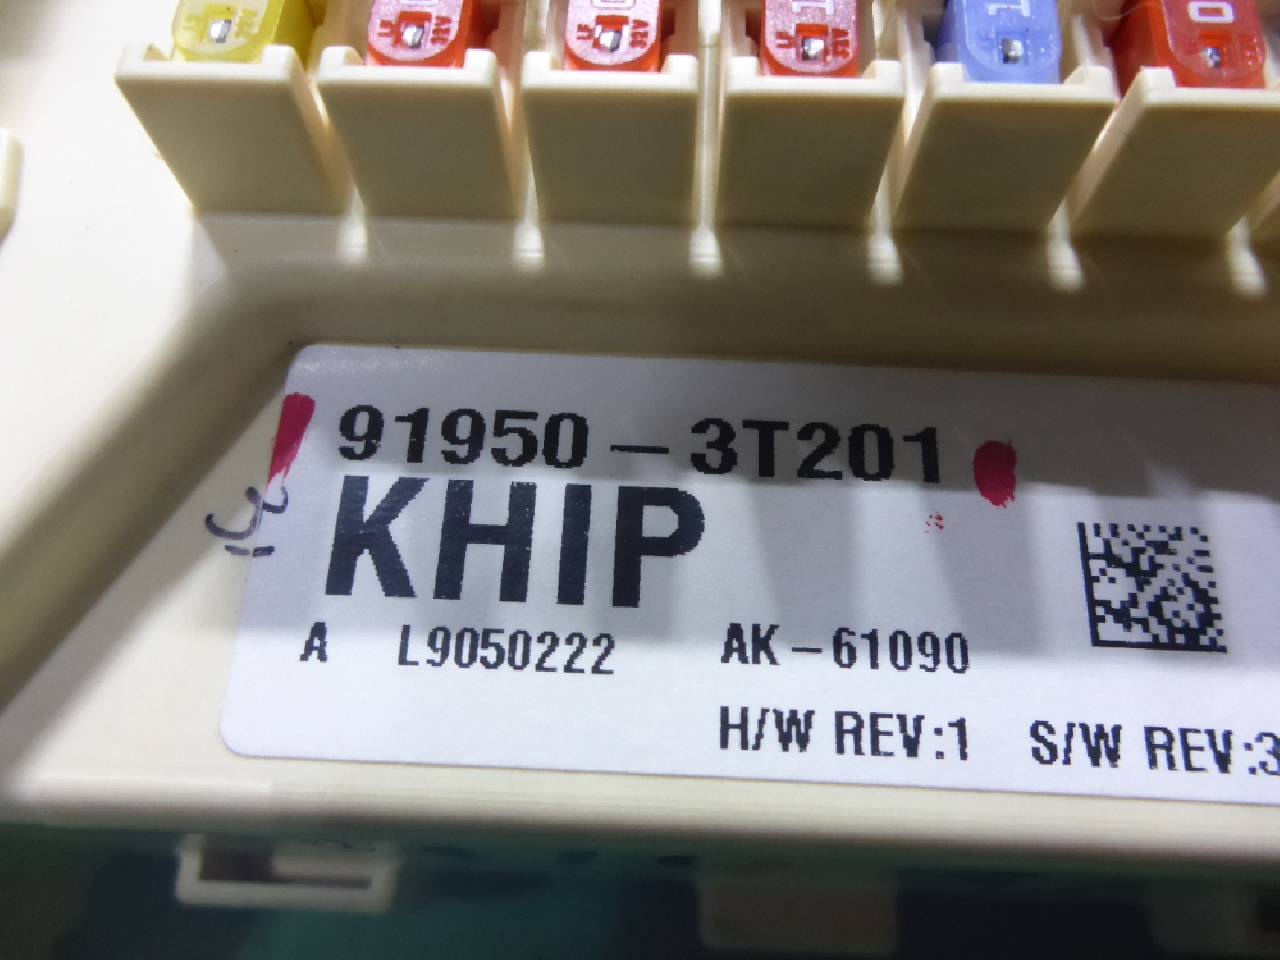 91950-3T201
KHIP
A L9050222 AK-61090
H/W REV:1 S/W REV:3